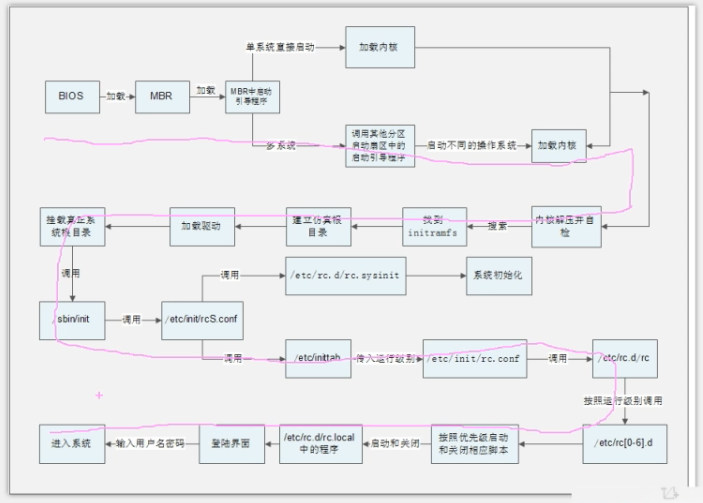 单系统直接启动
加载内核
BIOS
加载
MBR
加载
MBR中启动
引导程序
多系统
调用其他分区
启动扇区中的
启动引导程序
启动不同的操作系统
加载内核
挂载真正系
统根目录
加载驱动
建立仿真根
目录
找到
initramfs
搜索
内核解压并自
检
调用
/etc/rc.d/rc.sysinit
系统初始化
调用
sbin/init
调用
/etc/init/rcS.conf
调用
/etc/inittab
传入运行级别
/etc/init/rc.conf
调用
/etc/rc.d/rc
按照运行级别调用
进入系统
输入用户名密码
登陆界面
/etc/rc.d/rc.local
中的程序
启动和关闭
按照优先级启动
和关闭相应脚本
/etc/rc[0-6].d